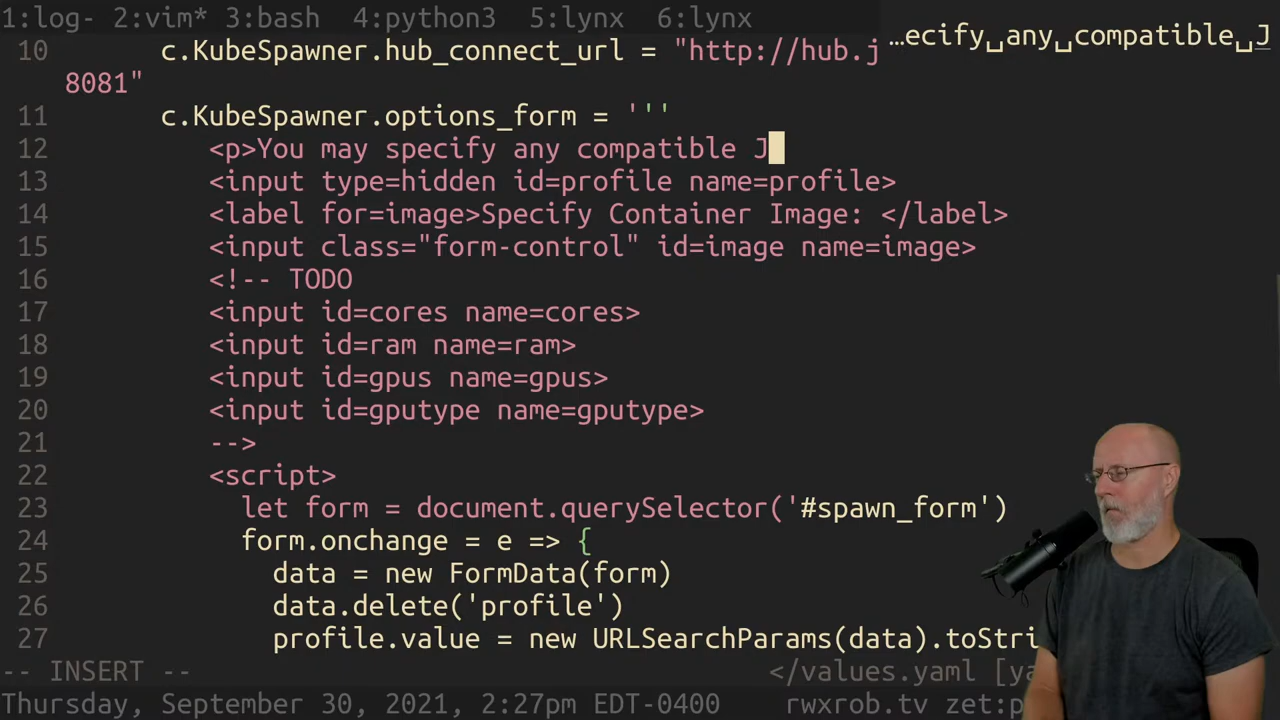 1:log- 2:vim* 3:bash 4:python3 5:lynx 6:lynx
…ecify␣any␣compatible␣J
10 c.KubeSpawner.hub_connect_url = "http://hub.j
8081"
11 c.KubeSpawner.options_form = '''
12 <p>You may specify any compatible J
13 <input type=hidden id=profile name=profile>
14 <label for=image>Specify Container Image: </label>
15 <input class="form-control" id=image name=image>
16 <!-- TODO
17 <input id=cores name=cores>
18 <input id=ram name=ram>
19 <input id=gpus name=gpus>
20 <input id=gputype name=gputype>
21 -->
22 <script>
23 let form = document.querySelector('#spawn_form')
24 form.onchange = e => {
25 data = new FormData(form)
26 data.delete('profile')
27 profile.value = new URLSearchParams(data).toStri
-- INSERT -- </values.yaml [ya
Thursday, September 30, 2021, 2:27pm EDT-0400 rwxrob.tv zet:p